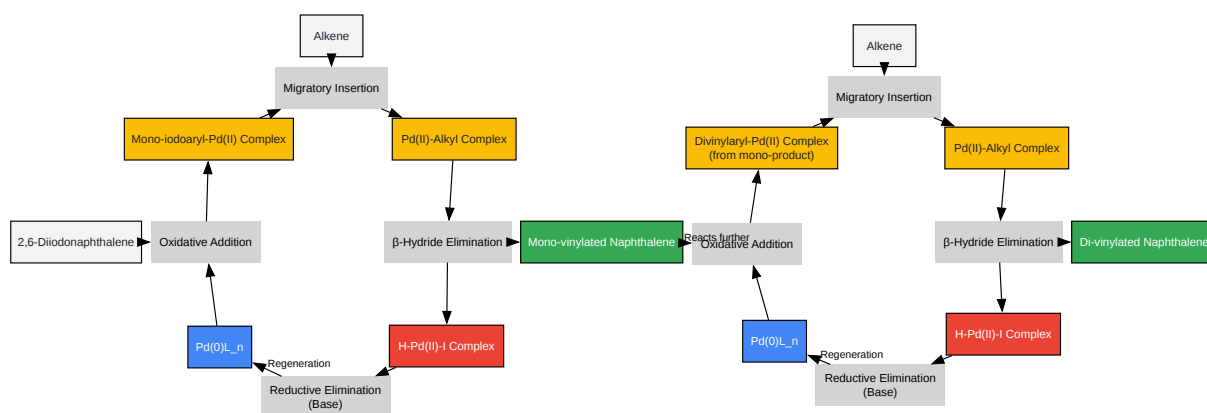 Alkene
Migratory Insertion
Mono-iodoaryl-Pd(II) Complex
Pd(II)-Alkyl Complex
2,6-Diiodonaphthalene
Oxidative Addition
β-Hydride Elimination
Mono-vinylated Naphthalene
Pd(0)L_n
H-Pd(II)-I Complex
Regeneration
Reductive Elimination
(Base)
Alkene
Migratory Insertion
Divinylaryl-Pd(II) Complex
(from mono-product)
Pd(II)-Alkyl Complex
Reacts further
Oxidative Addition
β-Hydride Elimination
Di-vinylated Naphthalene
Pd(0)L_n
H-Pd(II)-I Complex
Regeneration
Reductive Elimination
(Base)